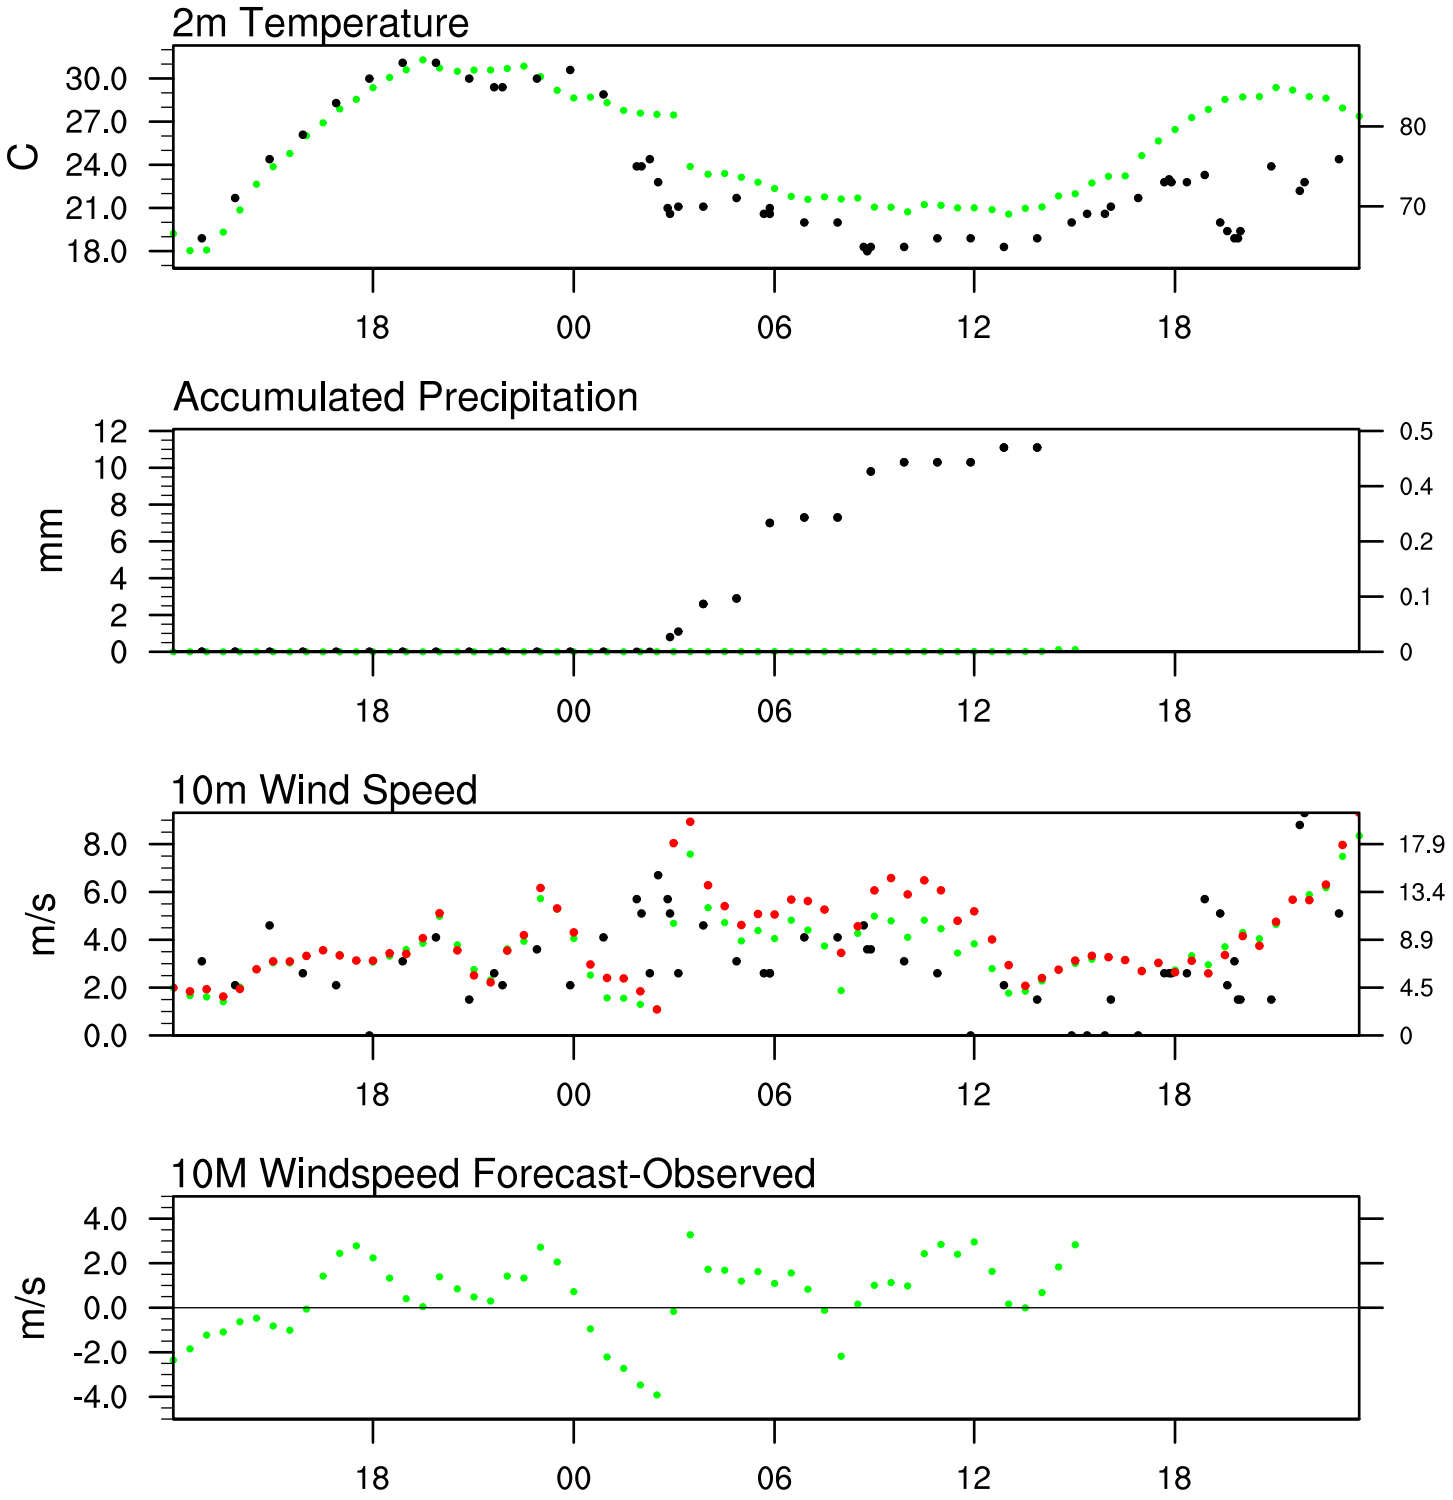 2m Temperature
C
30.0
27.0
24.0
21.0
18.0
80
70
18 00 06 12 18
Accumulated Precipitation
mm
12
10
8
6
4
2
0
0.5
0.4
0.2
0.1
0
18 00 06 12 18
10m Wind Speed
m/s
8.0
6.0
4.0
2.0
0.0
17.9
13.4
8.9
4.5
0
18 00 06 12 18
10M Windspeed Forecast-Observed
m/s
4.0
2.0
0.0
-2.0
-4.0
18 00 06 12 18